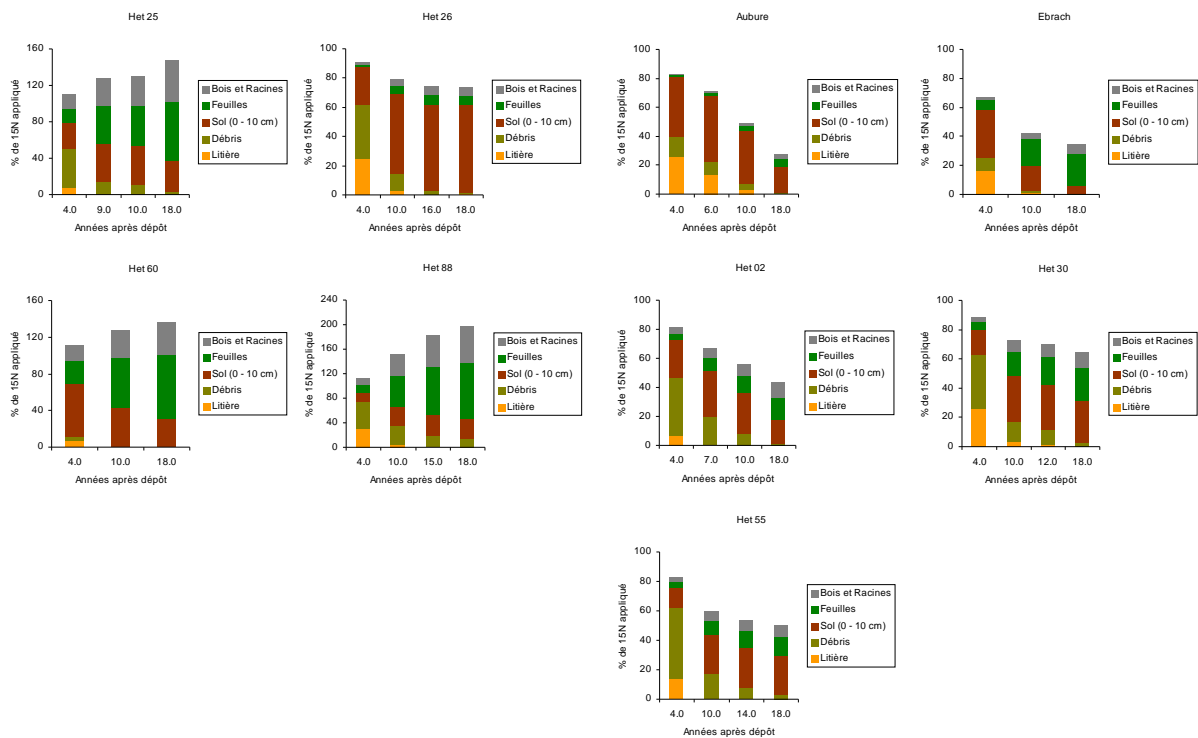 Het 25
% de 15N appliqué
160
120
80
40
0
4.0 9.0 10.0 18.0
Années après dépôt
Bois et Racines
Feuilles
Sol (0 - 10 cm)
Débris
Litière
Het 26
% de 15N appliqué
100
80
60
40
20
0
4.0 10.0 16.0 18.0
Années après dépôt
Bois et Racines
Feuilles
Sol (0 - 10 cm)
Débris
Litière
Aubure
% de 15N appliqué
100
80
60
40
20
0
4.0 6.0 10.0 18.0
Années après dépôt
Bois et Racines
Feuilles
Sol (0 - 10 cm)
Débris
Litière
Ebrach
% de 15N appliqué
100
80
60
40
20
0
4.0 10.0 18.0
Années après dépôt
Bois et Racines
Feuilles
Sol (0 - 10 cm)
Débris
Litière
Het 60
% de 15N appliqué
160
120
80
40
0
4.0 10.0 18.0
Années après dépôt
Bois et Racines
Feuilles
Sol (0 - 10 cm)
Débris
Litière
Het 88
% de 15N appliqué
240
200
160
120
80
40
0
4.0 10.0 15.0 18.0
Années après dépôt
Bois et Racines
Feuilles
Sol (0 - 10 cm)
Débris
Litière
Het 02
% de 15N appliqué
100
80
60
40
20
0
4.0 7.0 10.0 18.0
Années après dépôt
Bois et Racines
Feuilles
Sol (0 - 10 cm)
Débris
Litière
Het 30
% de 15N appliqué
100
80
60
40
20
0
4.0 10.0 12.0 18.0
Années après dépôt
Bois et Racines
Feuilles
Sol (0 - 10 cm)
Débris
Litière
Het 55
% de 15N appliqué
100
80
60
40
20
0
4.0 10.0 14.0 18.0
Années après dépôt
Bois et Racines
Feuilles
Sol (0 - 10 cm)
Débris
Litière